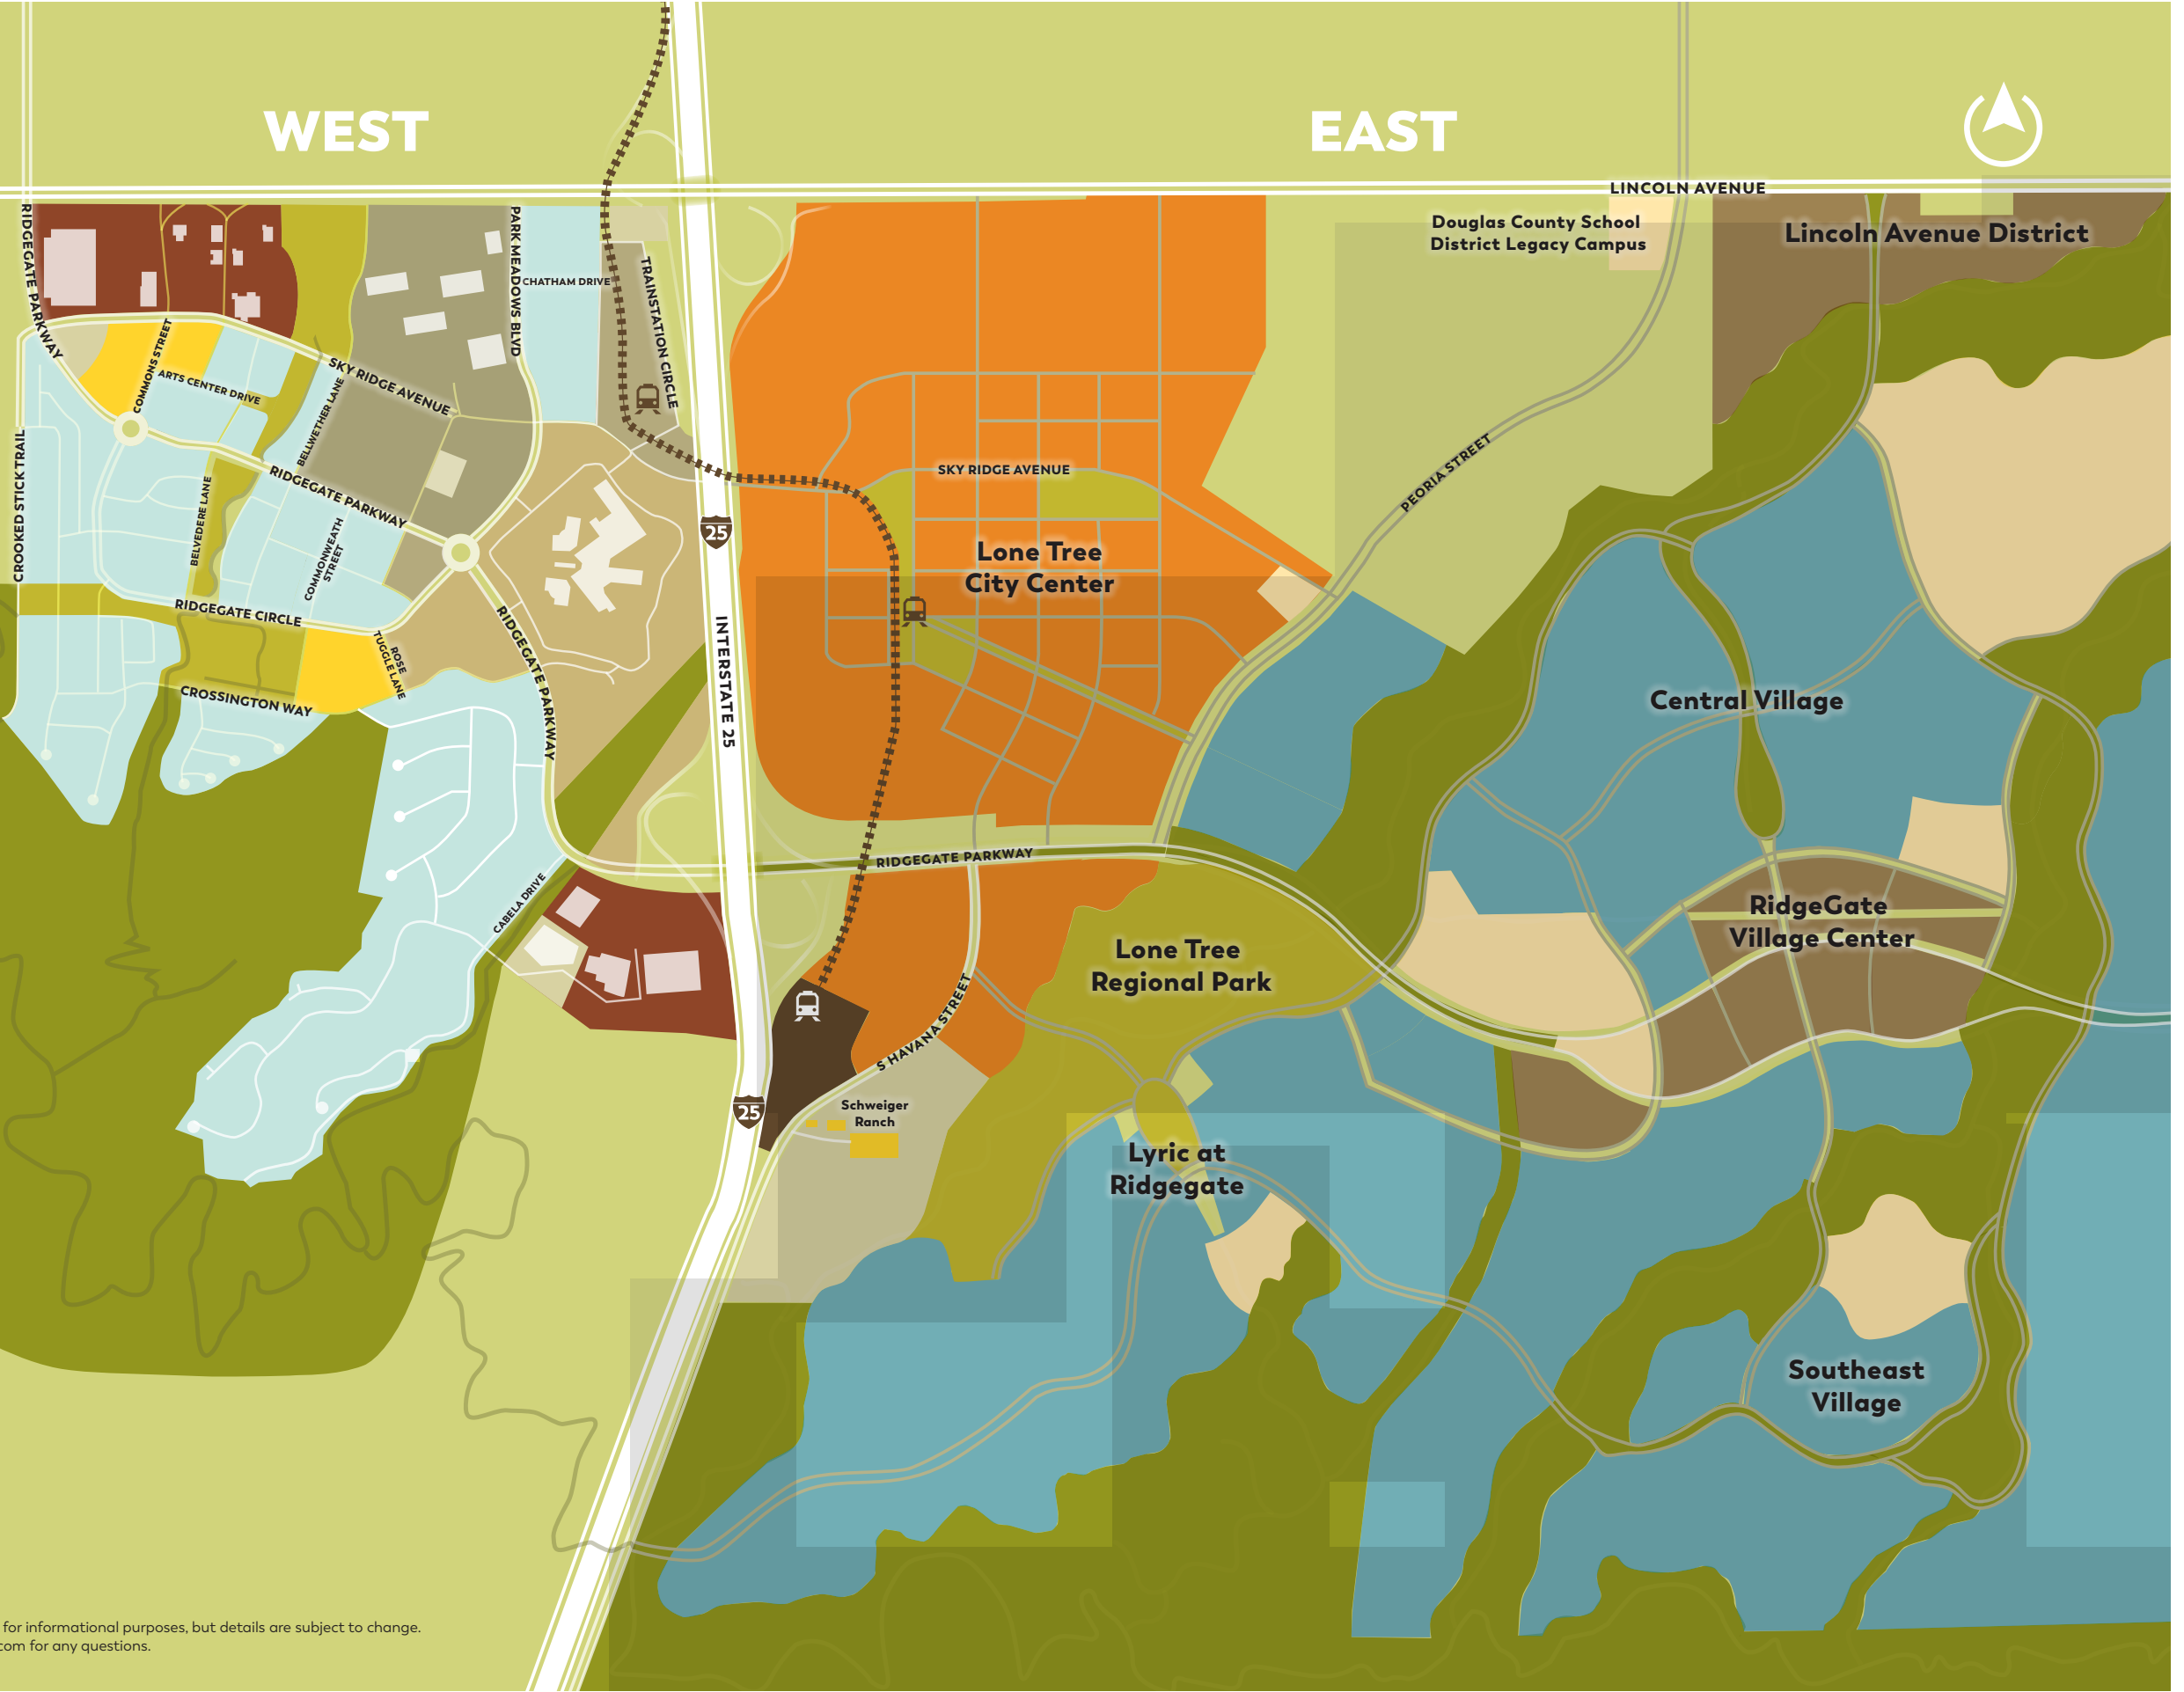 WEST
EAST
LINCOLN AVENUE
Douglas County School
District Legacy Campus
Lincoln Avenue District
RIDGEGATE PARKWAY
PARK MEADOWS BLVD
CHATHAM DRIVE
TRAINSTATION CIRCLE
COMMONS STREET
ARTS CENTER DRIVE
SKY RIDGE AVENUE
BELLWETHER LANE
CROOKED STICK TRAIL
RIDGEGATE PARKWAY
BELVEDERE LANE
COMMONWEATH
STREET
SKY RIDGE AVENUE
PEORIA STREET
25
Lone Tree
City Center
RIDGEGATE CIRCLE
ROSE
TUGGLE LANE
RIDGEGATE PARKWAY
INTERSTATE 25
CROSSINGTON WAY
Central Village
RIDGEGATE PARKWAY
CABELA DRIVE
RidgeGate
Village Center
Lone Tree
Regional Park
S HAVANA STREET
25
Schweiger
Ranch
Lyric at
Ridgegate
Southeast
Village
for informational purposes, but details are subject to change.
com for any questions.